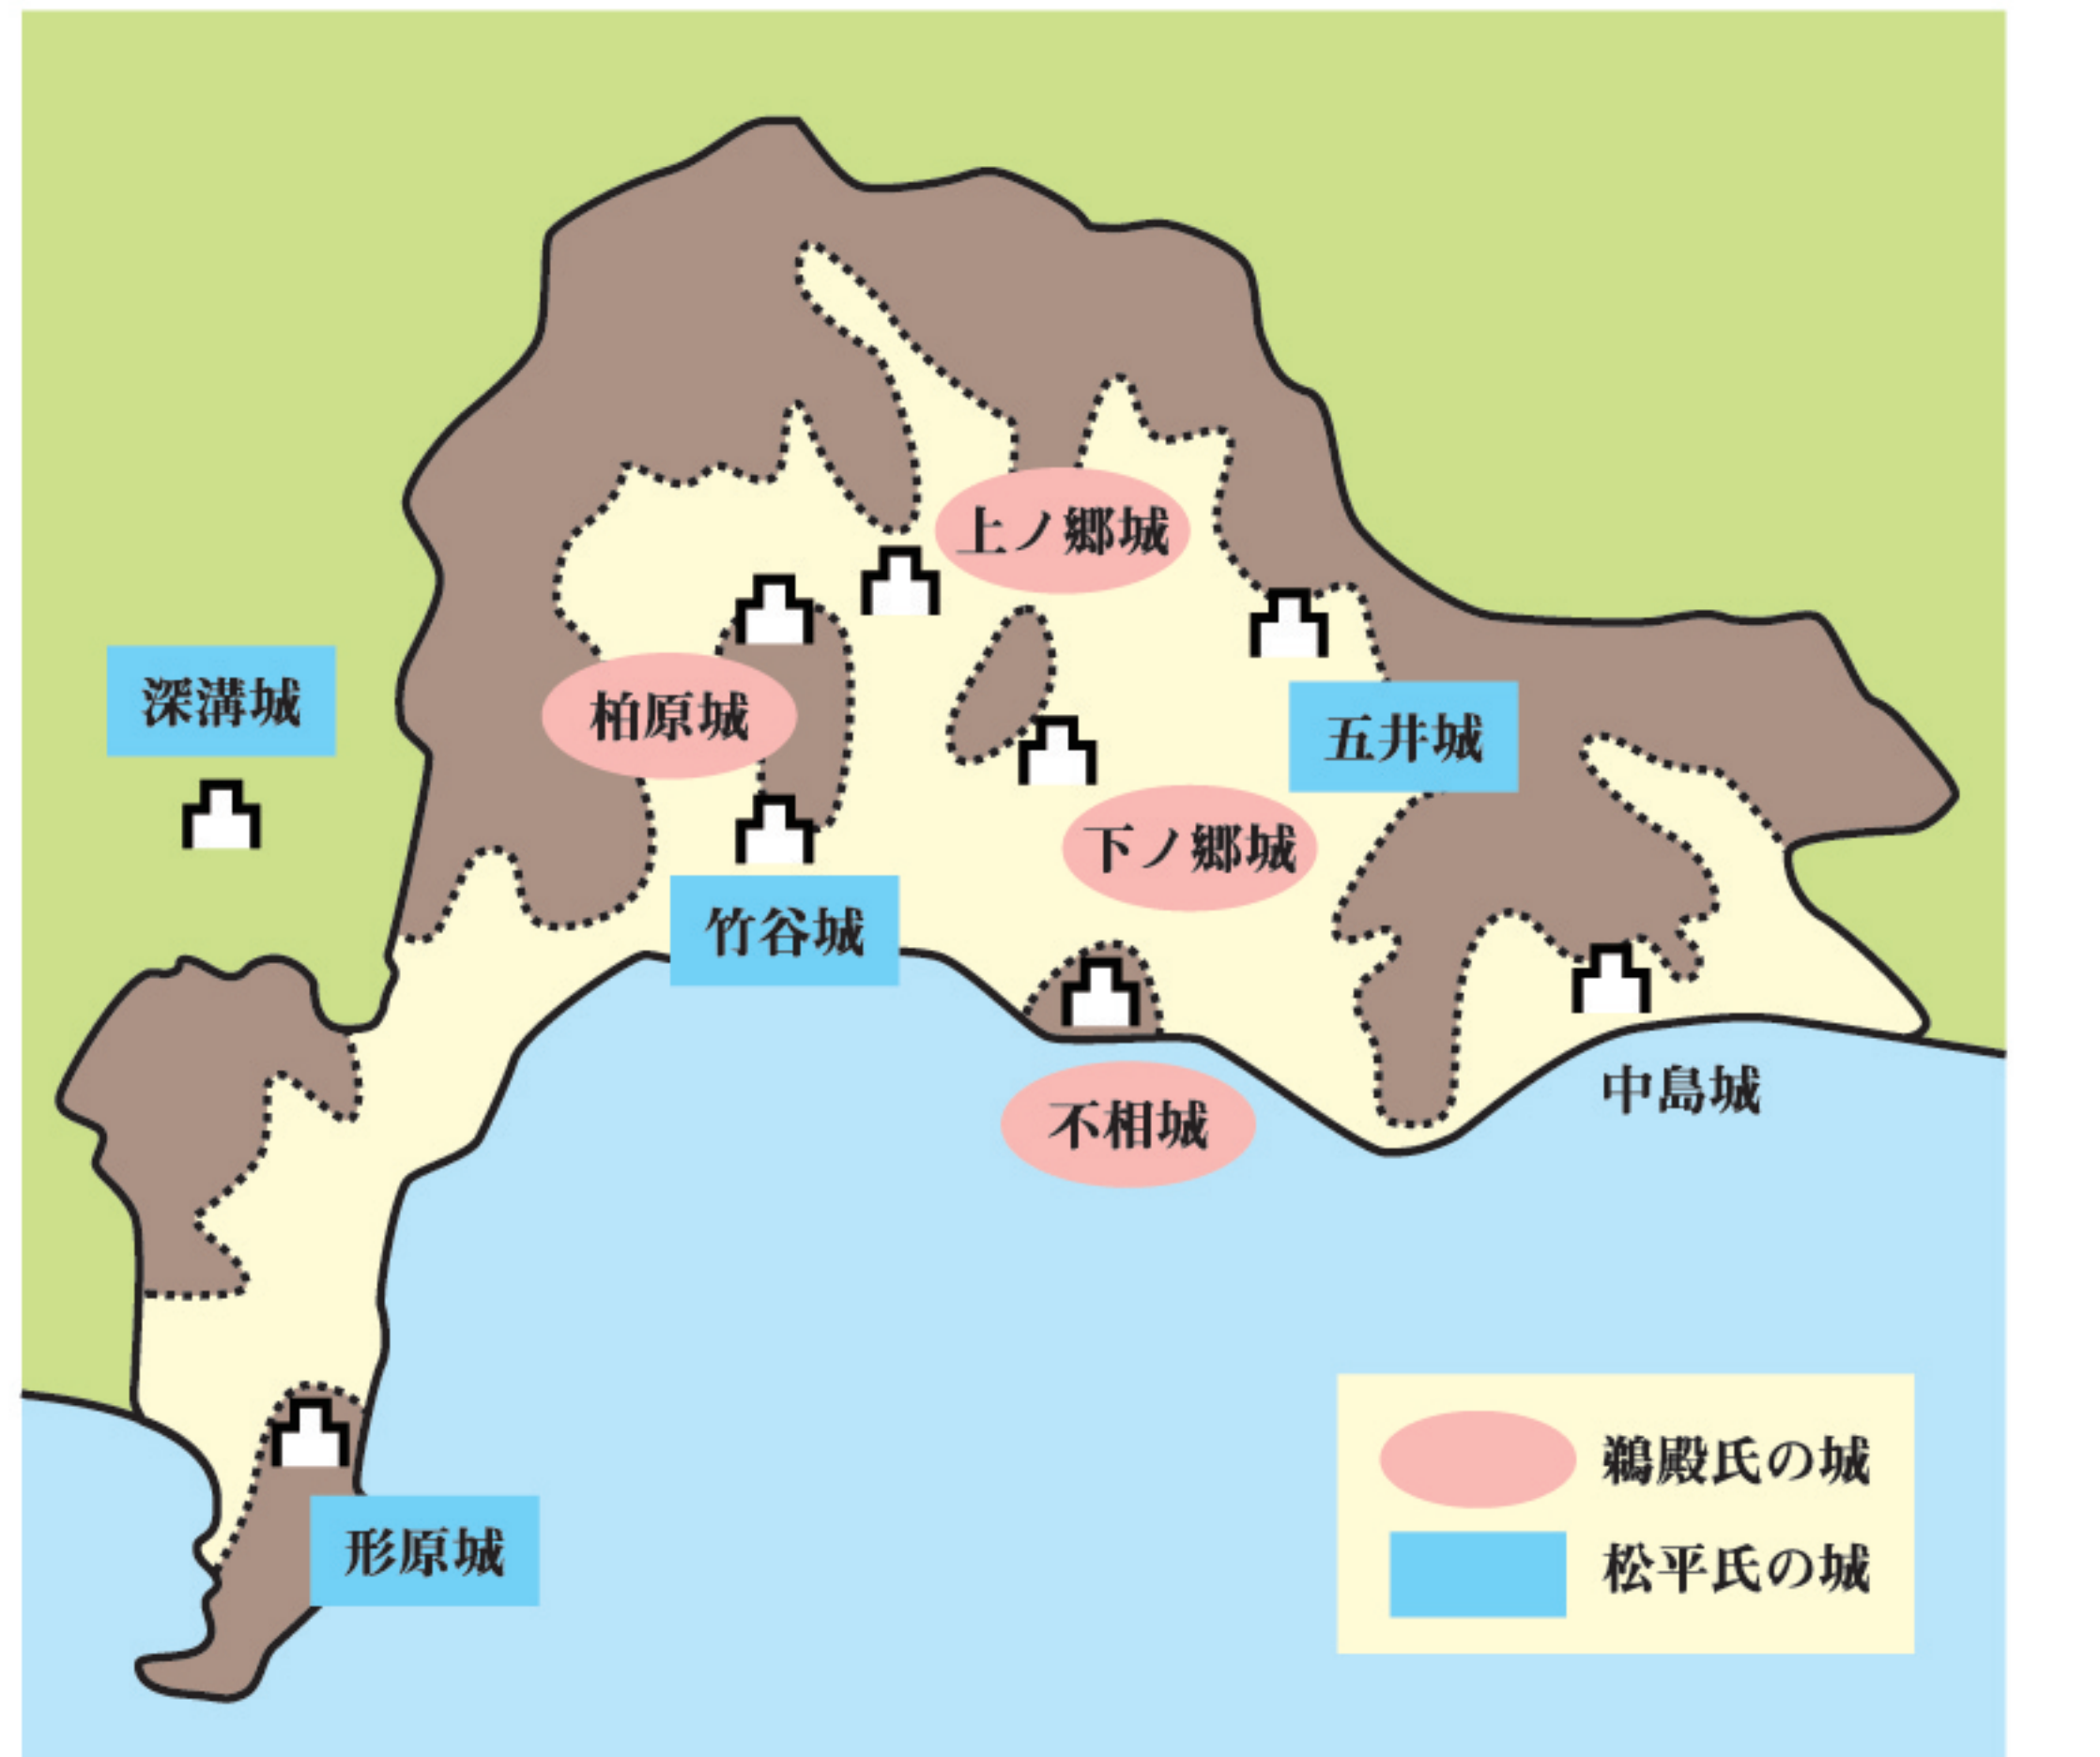 上ノ郷城
深溝城
柏原城
五井城
下ノ郷城
竹谷城
中島城
不相城
鵜殿氏の城
形原城
松平氏の城